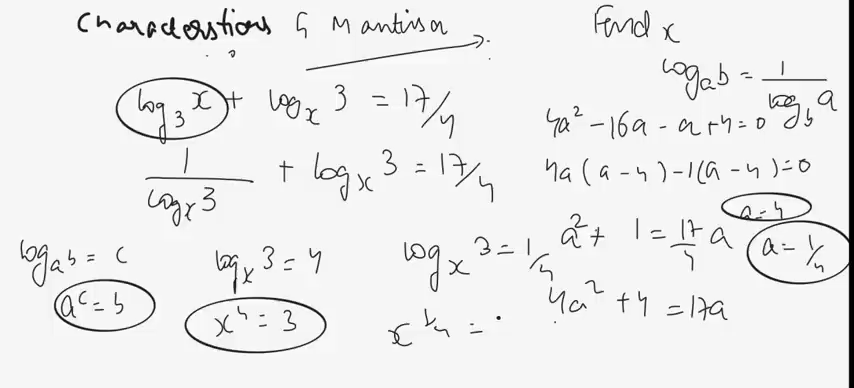 Characterstions & Mantissa
Find x
log_a b = 1/log_b a
log_3 x + log_x 3 = 17/4
4a² - 16a - a + 4 = 0
1/log_x 3 + log_x 3 = 17/4
4a(a - 4) - 1(a - 4) = 0
a = 4
a = 1/4
a² + 1 = 17/4 a
4a² + 4 = 17a
log_a b = c
a^c = b
log_x 3 = 4
x⁴ = 3
log_x 3 = 1/4
x^1/4 =